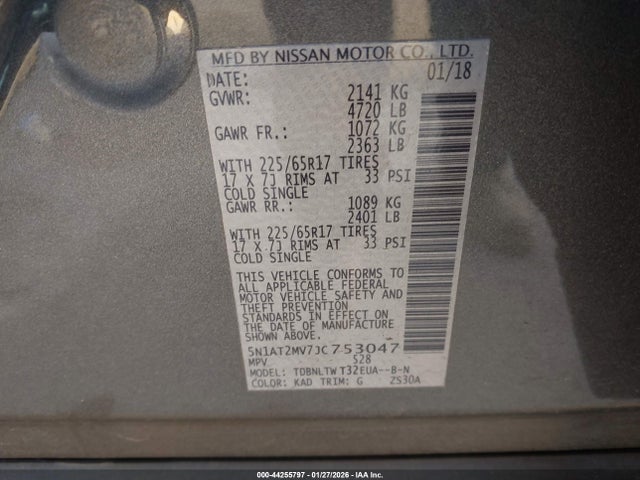 MFD BY NISSAN MOTOR CO., LTD.
DATE: 01/18
GVWR: 2141 KG
4720 LB
GAWR FR.: 1072 KG
2363 LB
WITH 225/65R17 TIRES
17 X 7J RIMS AT 33 PSI
COLD SINGLE
GAWR RR.: 1089 KG
2401 LB
WITH 225/65R17 TIRES
17 X 7J RIMS AT 33 PSI
COLD SINGLE
THIS VEHICLE CONFORMS TO
ALL APPLICABLE FEDERAL
MOTOR VEHICLE SAFETY AND
THEFT PREVENTION
STANDARDS IN EFFECT ON
THE DATE OF MANUFACTURE
SHOWN ABOVE.
5N1AT2MV7JC753047
MPV 528
MODEL: TDBNLTW T32EUA--B-N
COLOR: KAD TRIM: G ZS30A
000-44255797 - 01/27/2026 - IAA Inc.